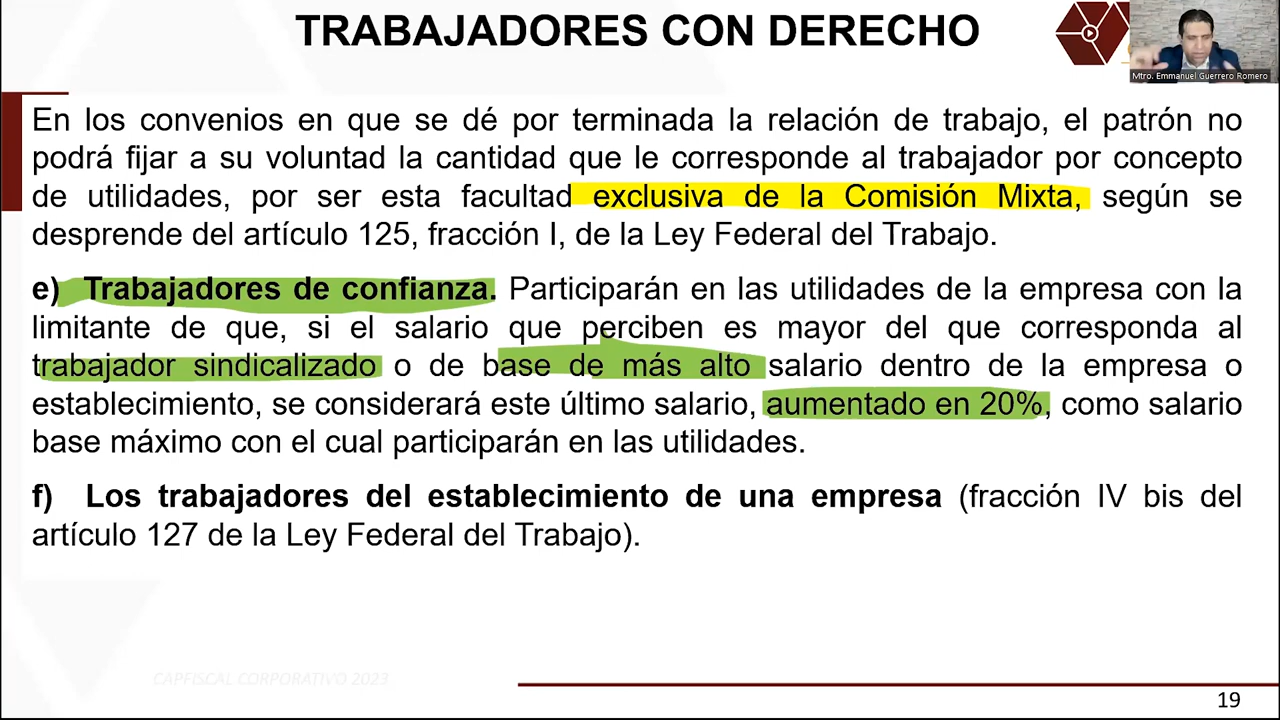 TRABAJADORES CON DERECHO
Mtro. Emmanuel Guerrero Romero
En los convenios en que se dé por terminada la relación de trabajo, el patrón no
podrá fijar a su voluntad la cantidad que le corresponde al trabajador por concepto
de utilidades, por ser esta facultad exclusiva de la Comisión Mixta, según se
desprende del artículo 125, fracción I, de la Ley Federal del Trabajo.
e) Trabajadores de confianza. Participarán en las utilidades de la empresa con la
limitante de que, si el salario que perciben es mayor del que corresponda al
trabajador sindicalizado o de base de más alto salario dentro de la empresa o
establecimiento, se considerará este último salario, aumentado en 20%, como salario
base máximo con el cual participarán en las utilidades.
f) Los trabajadores del establecimiento de una empresa (fracción IV bis del
artículo 127 de la Ley Federal del Trabajo).
CAPFISCAL CORPORATIVO 2023
19